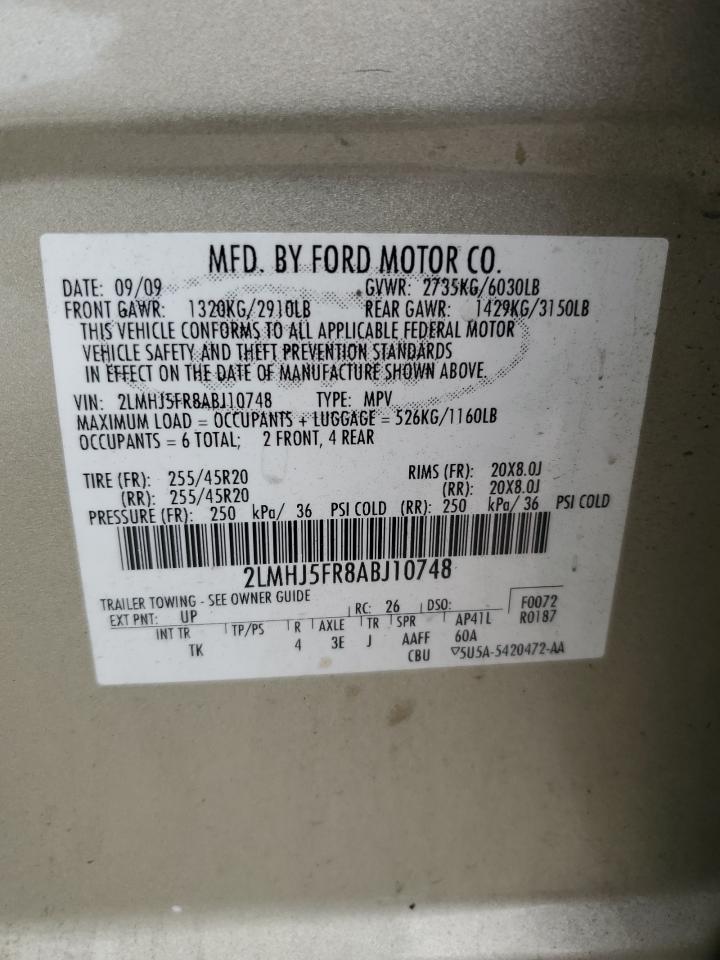 MFD. BY FORD MOTOR CO.
DATE: 09/09 GVWR: 2735KG/6030LB
FRONT GAWR: 1320KG/2910LB REAR GAWR: 1429KG/3150LB
THIS VEHICLE CONFORMS TO ALL APPLICABLE FEDERAL MOTOR
VEHICLE SAFETY AND THEFT PREVENTION STANDARDS
IN EFFECT ON THE DATE OF MANUFACTURE SHOWN ABOVE.
VIN: 2LMHJ5FR8ABJ10748 TYPE: MPV
MAXIMUM LOAD = OCCUPANTS + LUGGAGE = 526KG/1160LB
OCCUPANTS = 6 TOTAL; 2 FRONT, 4 REAR
TIRE (FR): 255/45R20 RIMS (FR): 20X8.0J
(RR): 255/45R20 (RR): 20X8.0J
PRESSURE (FR): 250 kPa/ 36 PSI COLD (RR): 250 kPa/ 36 PSI COLD
2LMHJ5FR8ABJ10748
TRAILER TOWING - SEE OWNER GUIDE
EXT PNT: UP RC: 26 DSO: F0072
INT TR TP/PS R AXLE TR SPR AP41L R0187
TK 4 3E J AAFF 60A
CBU ▽5U5A-5420472-AA